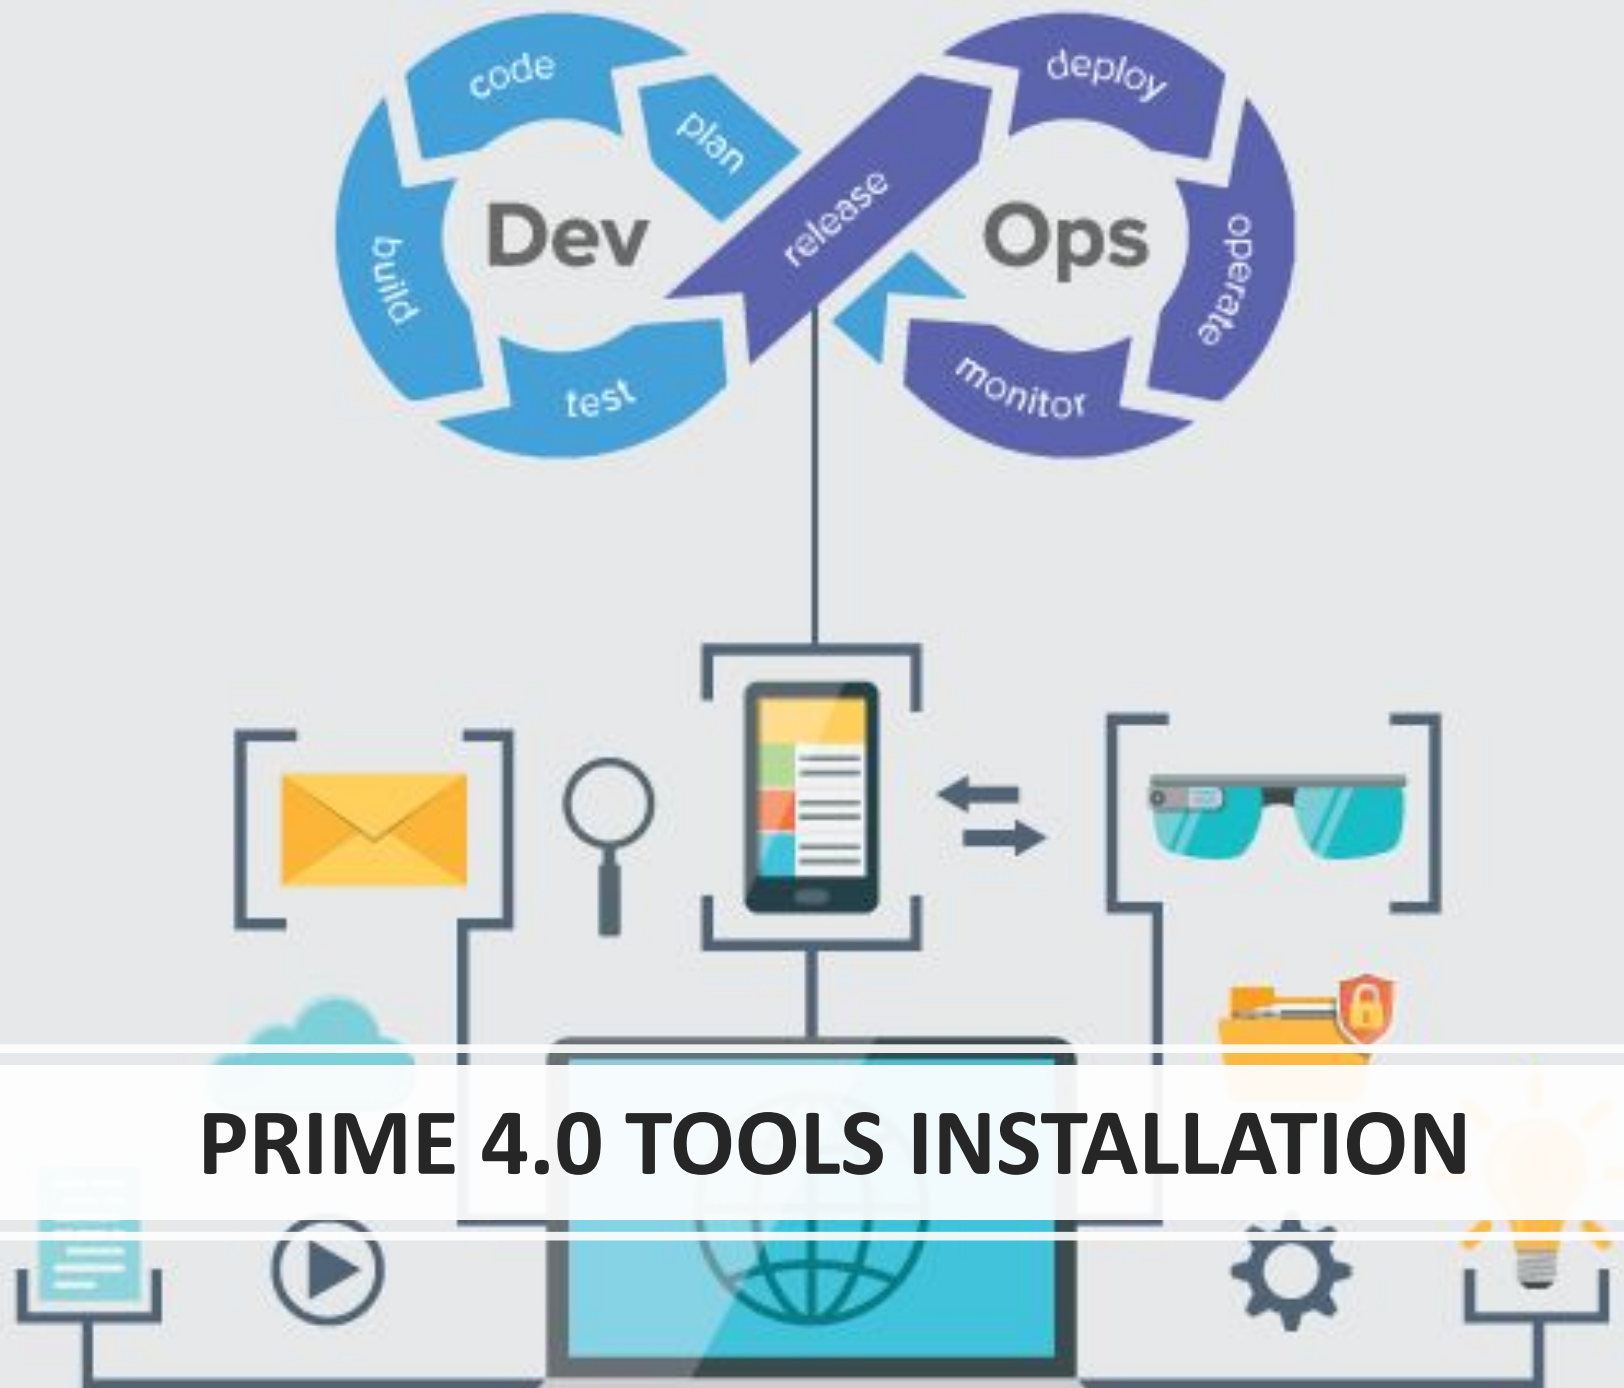 code
plan
build
Dev
test
release
deploy
Ops
operate
monitor
PRIME 4.0 TOOLS INSTALLATION